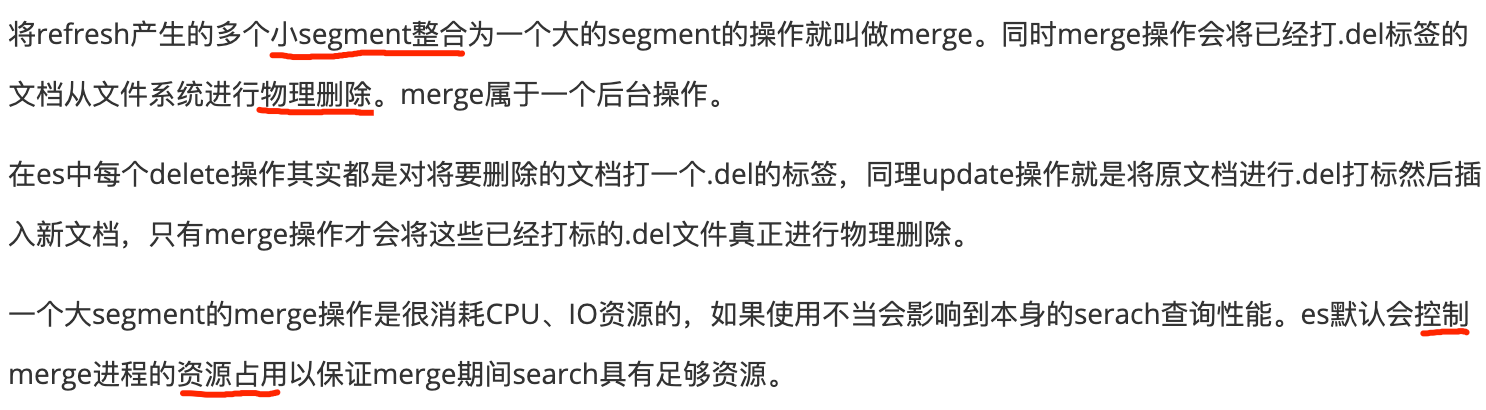 将refresh产生的多个小segment整合为一个大的segment的操作就叫做merge。同时merge操作会将已经打.del标签的
文档从文件系统进行物理删除。merge属于一个后台操作。
在es中每个delete操作其实都是对将要删除的文档打一个.del的标签，同理update操作就是将原文档进行.del打标然后插
入新文档，只有merge操作才会将这些已经打标的.del文件真正进行物理删除。
一个大segment的merge操作是很消耗CPU、IO资源的，如果使用不当会影响到本身的serach查询性能。es默认会控制
merge进程的资源占用以保证merge期间search具有足够资源。